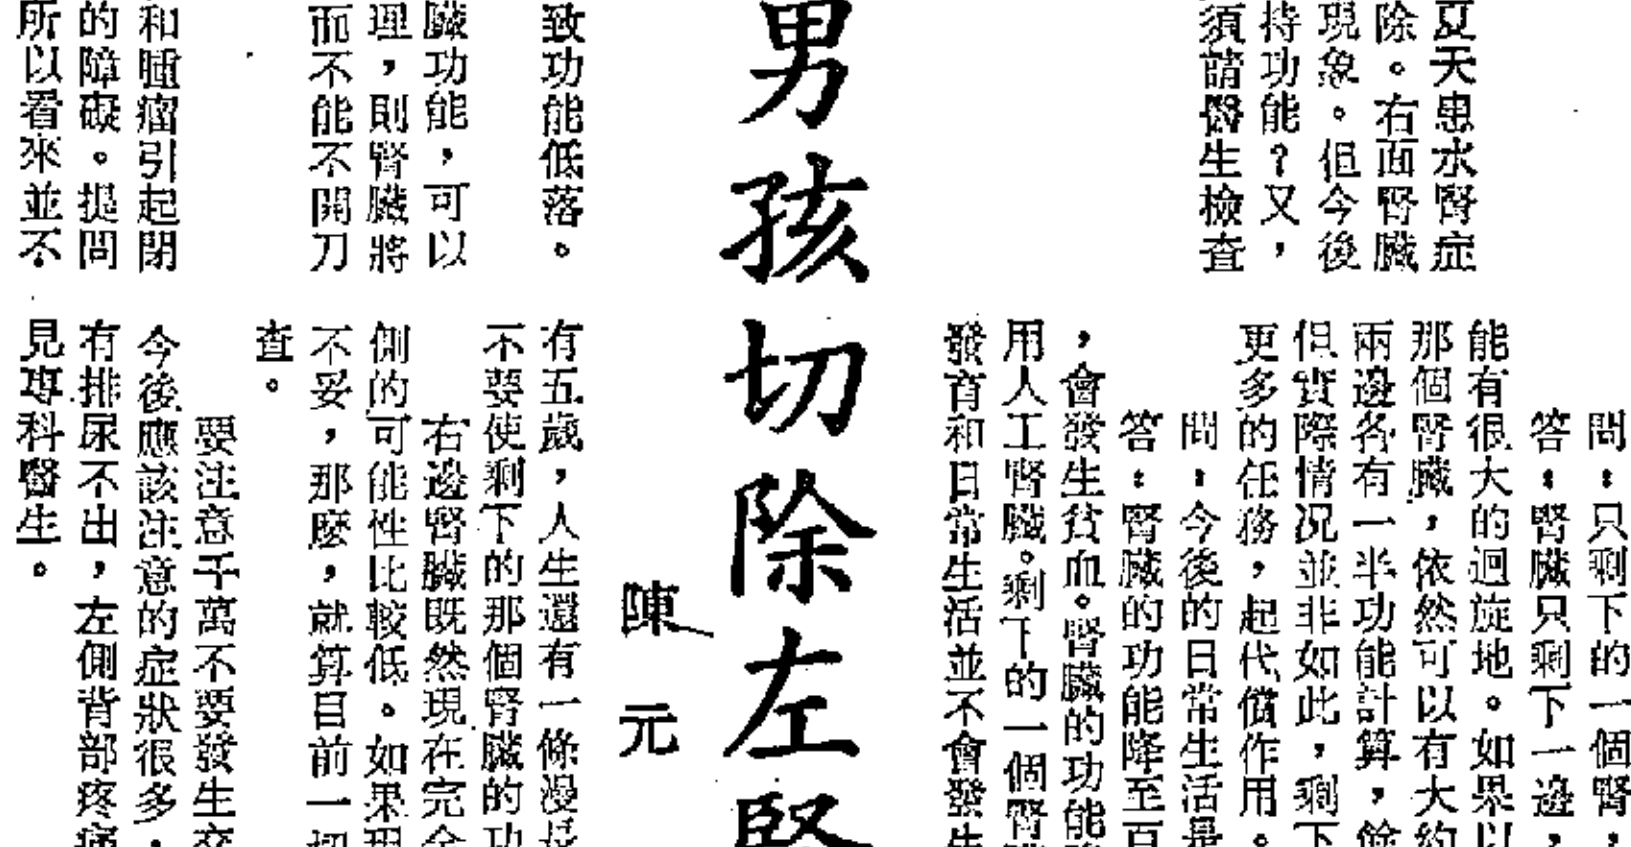 夏天患水腎症
除。右面腎臟
現象。但今後
持功能？又，
須請醫生檢查
問：只剩下的一個腎，
答：腎臟只剩下一邊，
能有很大的迴旋地。如果以
那個腎臟，依然可以有大約
兩邊各有一半功能計算，餘
但實際情況並非如此，剩下
更多的任務，起代償作用。
問：今後的日常生活是
答：腎臟的功能降至百
，會發生貧血。腎臟的功能
用人工腎臟。剩下的一個腎
發育和日常生活並不會發生
男孩切除左腎
陳元
致功能低落。
臟功能，可以
理，則腎臟將
而不能不開刀
和腫瘤引起閉
的障礙。提問
所以看來並不
有五歲，人生還有一條漫長
不要使剩下的那個腎臟的功
右邊腎臟既然現在完全
側的可能性比較低。如果現
不妥，那麼，就算目前一切
查。
要注意千萬不要發生交
今後應該注意的症狀很多，
有排尿不出，左側背部疼痛
見專科醫生。